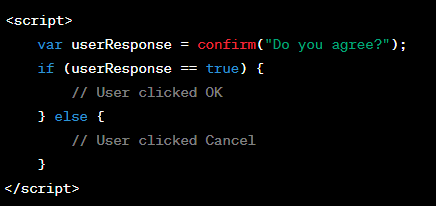 <script>
    var userResponse = confirm("Do you agree?");
    if (userResponse == true) {
        // User clicked OK
    } else {
        // User clicked Cancel
    }
</script>